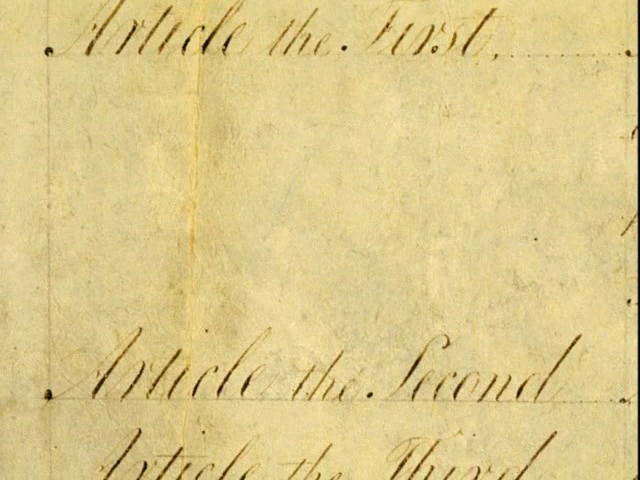 Article the First.
Article the Second
Article the Third